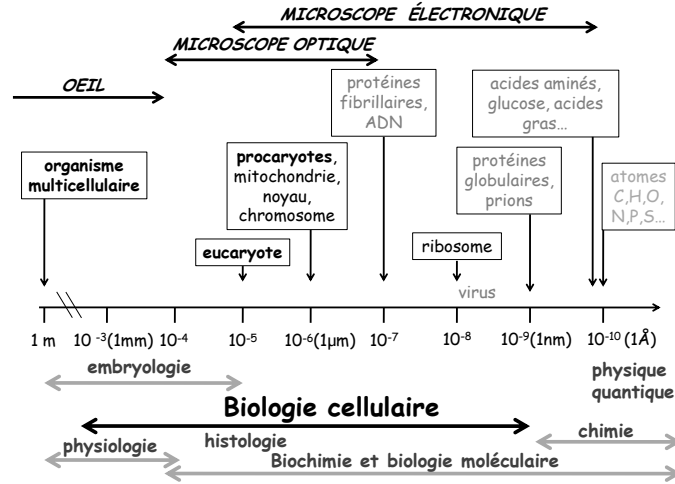 MICROSCOPE ÉLECTRONIQUE
MICROSCOPE OPTIQUE
OEIL
protéines
fibrillaires,
ADN
acides aminés,
glucose, acides
gras…
organisme
multicellulaire
procaryotes,
mitochondrie,
noyau,
chromosome
protéines
globulaires,
prions
atomes
C,H,O,
N,P,S…
eucaryote
ribosome
virus
1 m 10⁻³(1mm) 10⁻⁴ 10⁻⁵ 10⁻⁶(1µm) 10⁻⁷ 10⁻⁸ 10⁻⁹(1nm) 10⁻¹⁰(1Å)
embryologie
physique
quantique
Biologie cellulaire
chimie
physiologie
histologie
Biochimie et biologie moléculaire